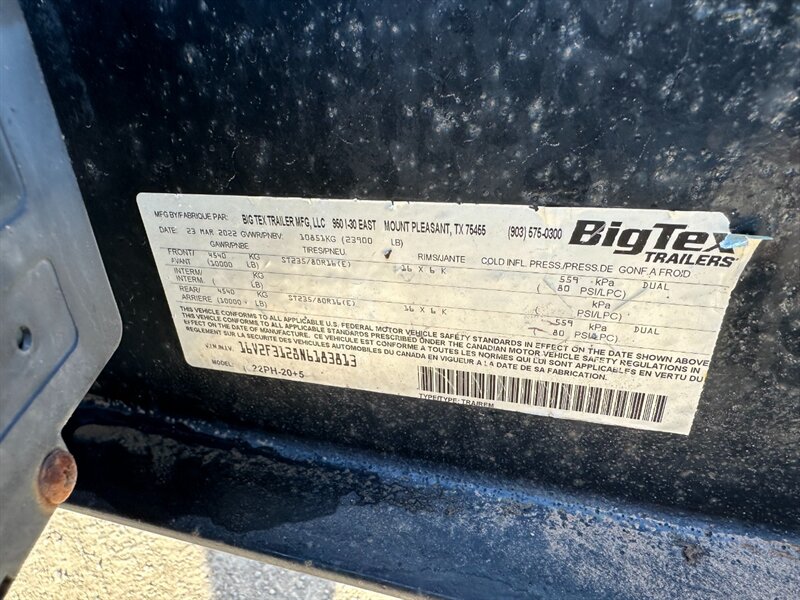 MFG BY/FABRIQUE PAR: BIG TEX TRAILER MFG, LLC 950 I-30 EAST MOUNT PLEASANT, TX 75455 (903) 575-0300
BigTex
TRAILERS
DATE: 23 MAR 2022 GVWR/PNBV: 10851KG (23900 LB)
GAWR/PNBE TIRES/PNEU. RIMS/JANTE COLD INFL. PRESS/PRESS.DE GONF.A FROID
FRONT/ 4540 KG ST235/80R16(E) 16 X 6 K 559 kPa DUAL
AVANT (10000 LB) ( 80 PSI/LPC)
INTERM/ KG kPa
INTERM. ( LB) ( PSI/LPC)
REAR/ 4540 KG ST235/80R16(E) 16 X 6 K 559 kPa DUAL
ARRIERE (10000 LB) ( 80 PSI/LPC)
THIS VEHICLE CONFORMS TO ALL APPLICABLE U.S. FEDERAL MOTOR VEHICLE SAFETY STANDARDS IN EFFECT ON THE DATE SHOWN ABOVE
THIS VEHICLE CONFORMS TO ALL APPLICABLE STANDARDS PRESCRIBED UNDER THE CANADIAN MOTOR VEHICLE SAFETY REGULATIONS IN
EFFECT ON THE DATE OF MANUFACTURE. CE VEHICULE EST CONFORME A TOUTES LES NORMES QUI LUI SONT APPLICABLES EN VERTU DU
REGLEMENT SUR LA SECURITE DES VEHICULES AUTOMOBILES DU CANADA EN VIGUEUR A LA DATE DE SA FABRICATION.
V.I.N./N.I.V. 16V2F3128N6183813
MODEL: 22PH-20+5
TYPE/TYPE: TRA/REM